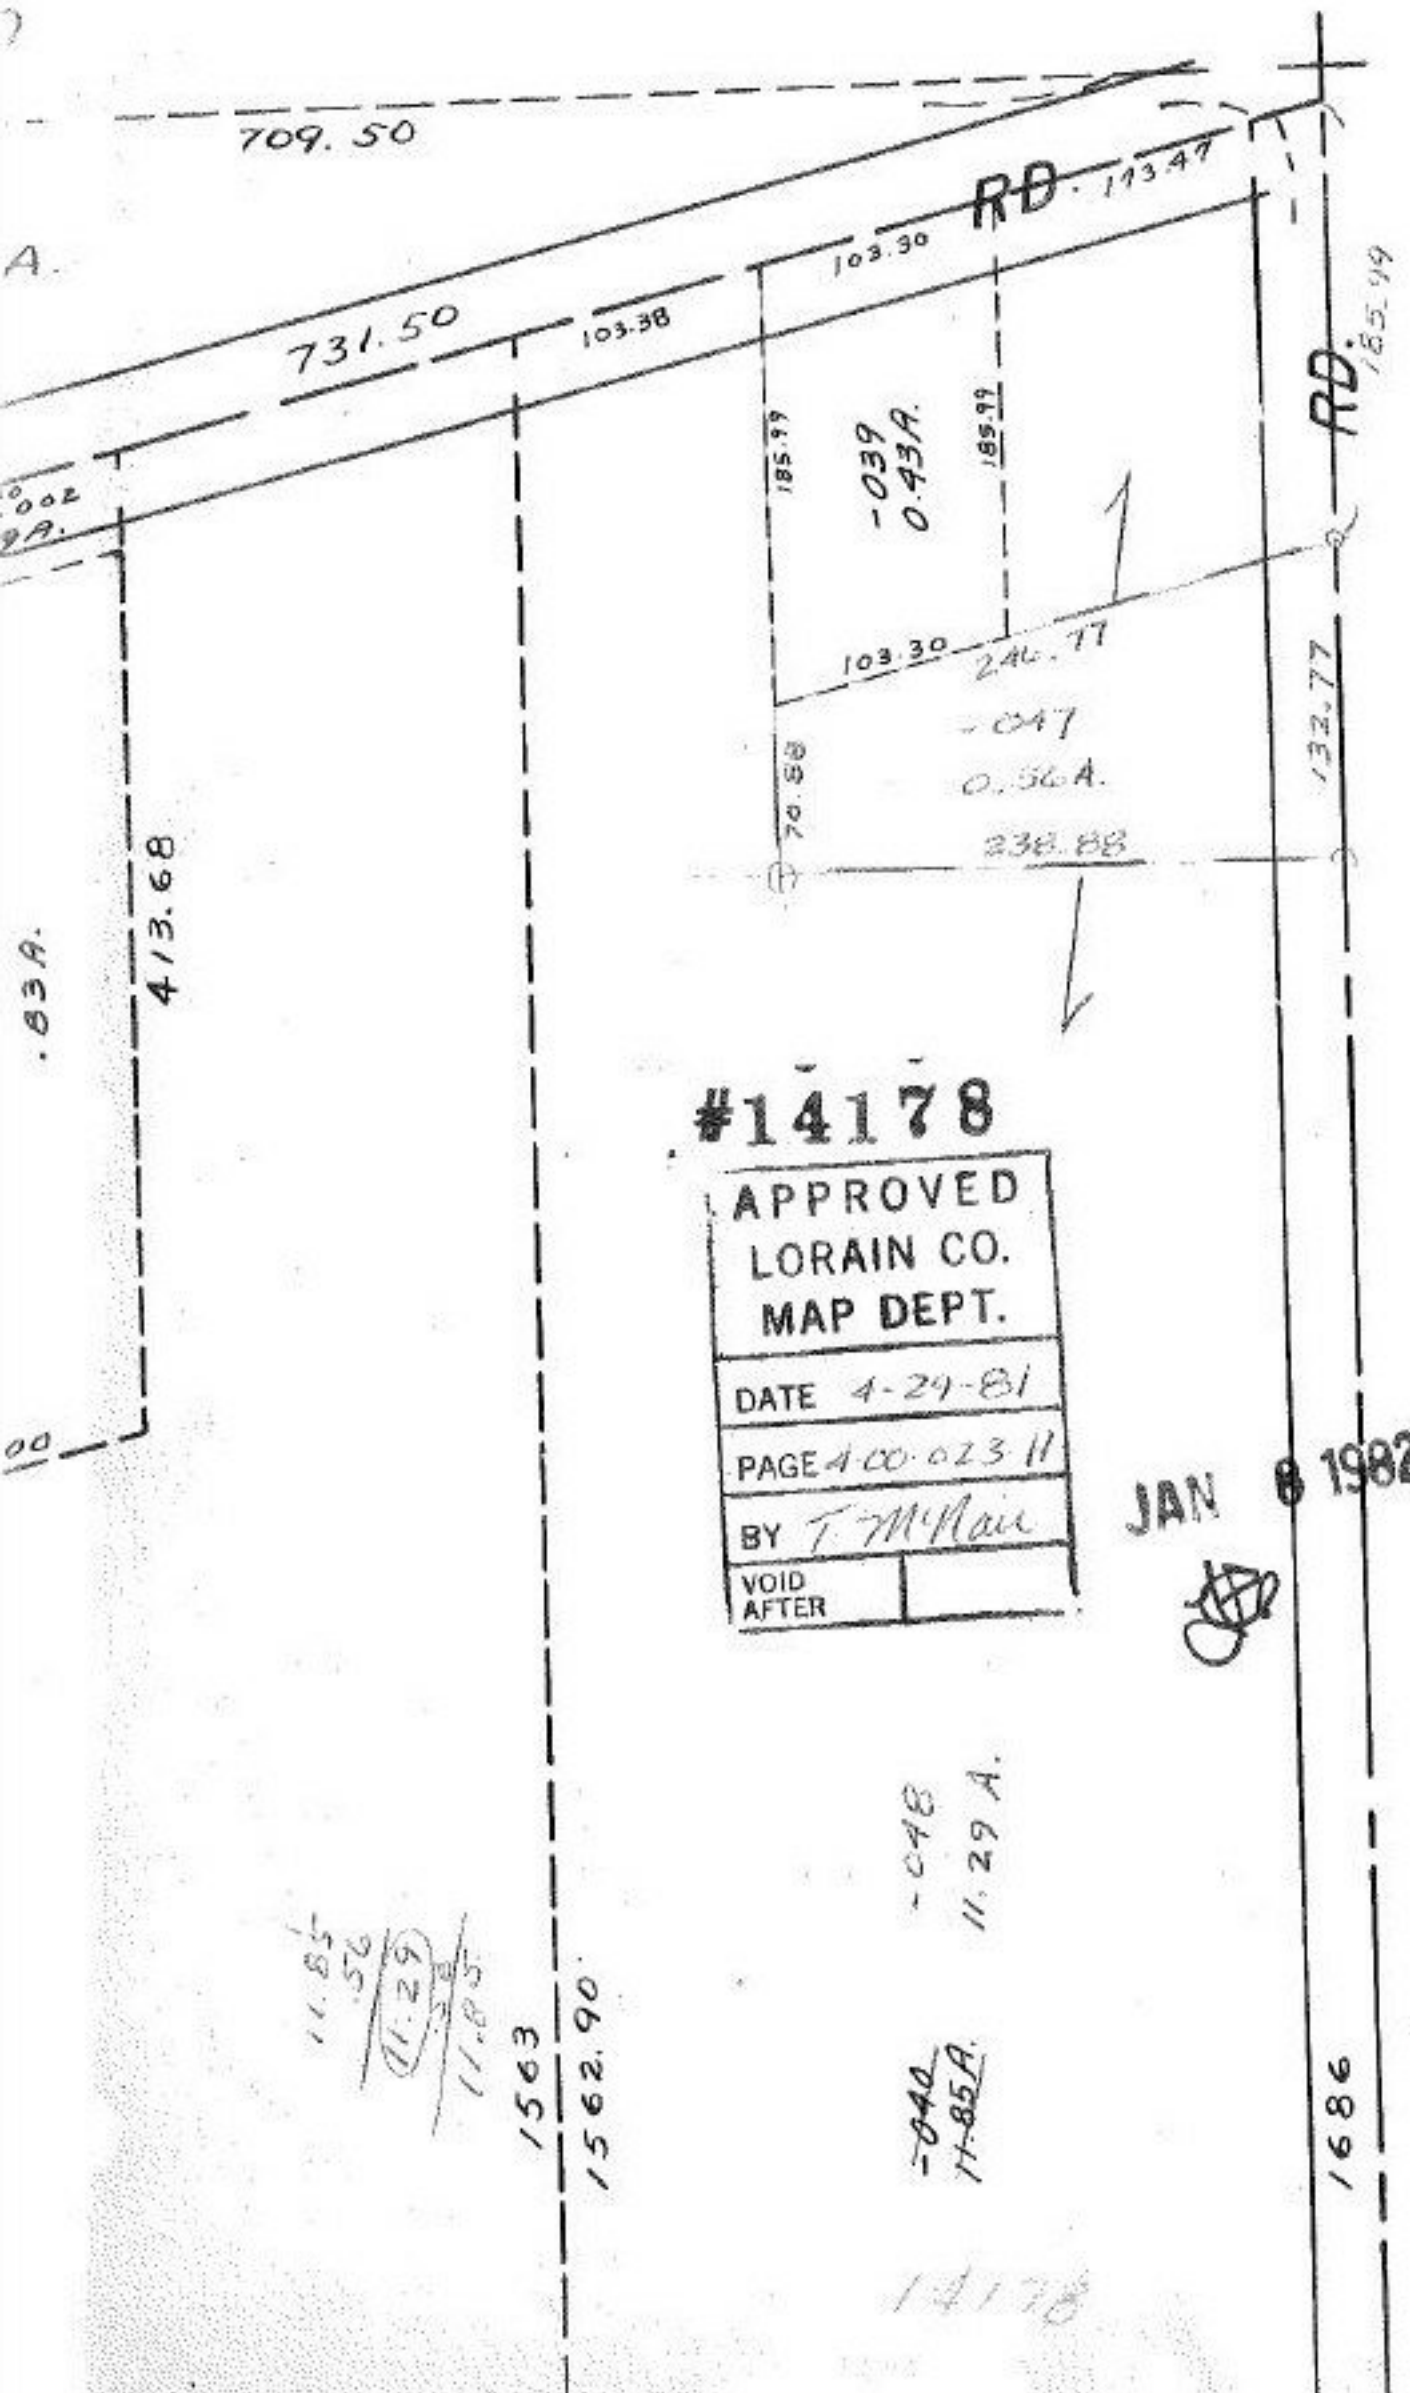 709.50
A.
731.50
103.38
103.30
RD.
173.47
185.99
RD.
002
9A.
185.99
-039
0.43A.
185.99
103.30
246.77
-047
0.56A.
238.88
70.88
132.77
413.68
.83A.
#14178
APPROVED
LORAIN CO.
MAP DEPT.
DATE 4-29-81
PAGE 4-00-023-11
BY T. McNair
VOID
AFTER
JAN 8 1982
00
-048
11.29 A.
11.85
.56
11.29
.56
11.85
1563
1562.90
-040
11.85A.
1686
14178